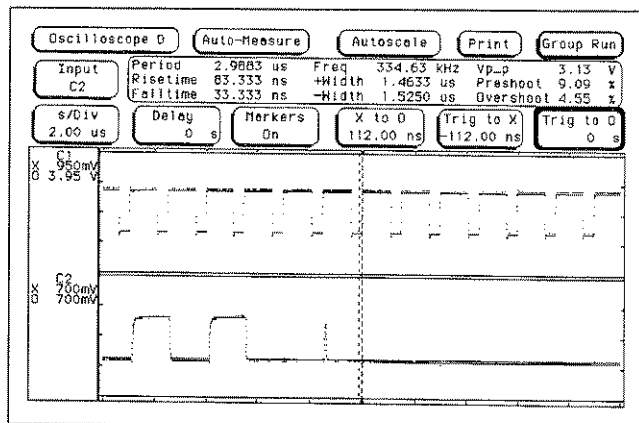 Oscilloscope D Auto-Measure Autoscale Print Group Run
Input C2
Period 2.9883 us Freq 334.63 kHz Vp_p 3.13 V
Risetime 83.333 ns +Width 1.4633 us Preshoot 9.09 %
Falltime 33.333 ns -Width 1.5250 us Overshoot 4.55 %
s/Div 2.00 us
Delay 0 s
Markers On
X to O 112.00 ns
Trig to X -112.00 ns
Trig to O 0 s
C1
X 950mV
O 3.95 V
C2
X 700mV
O 700mV